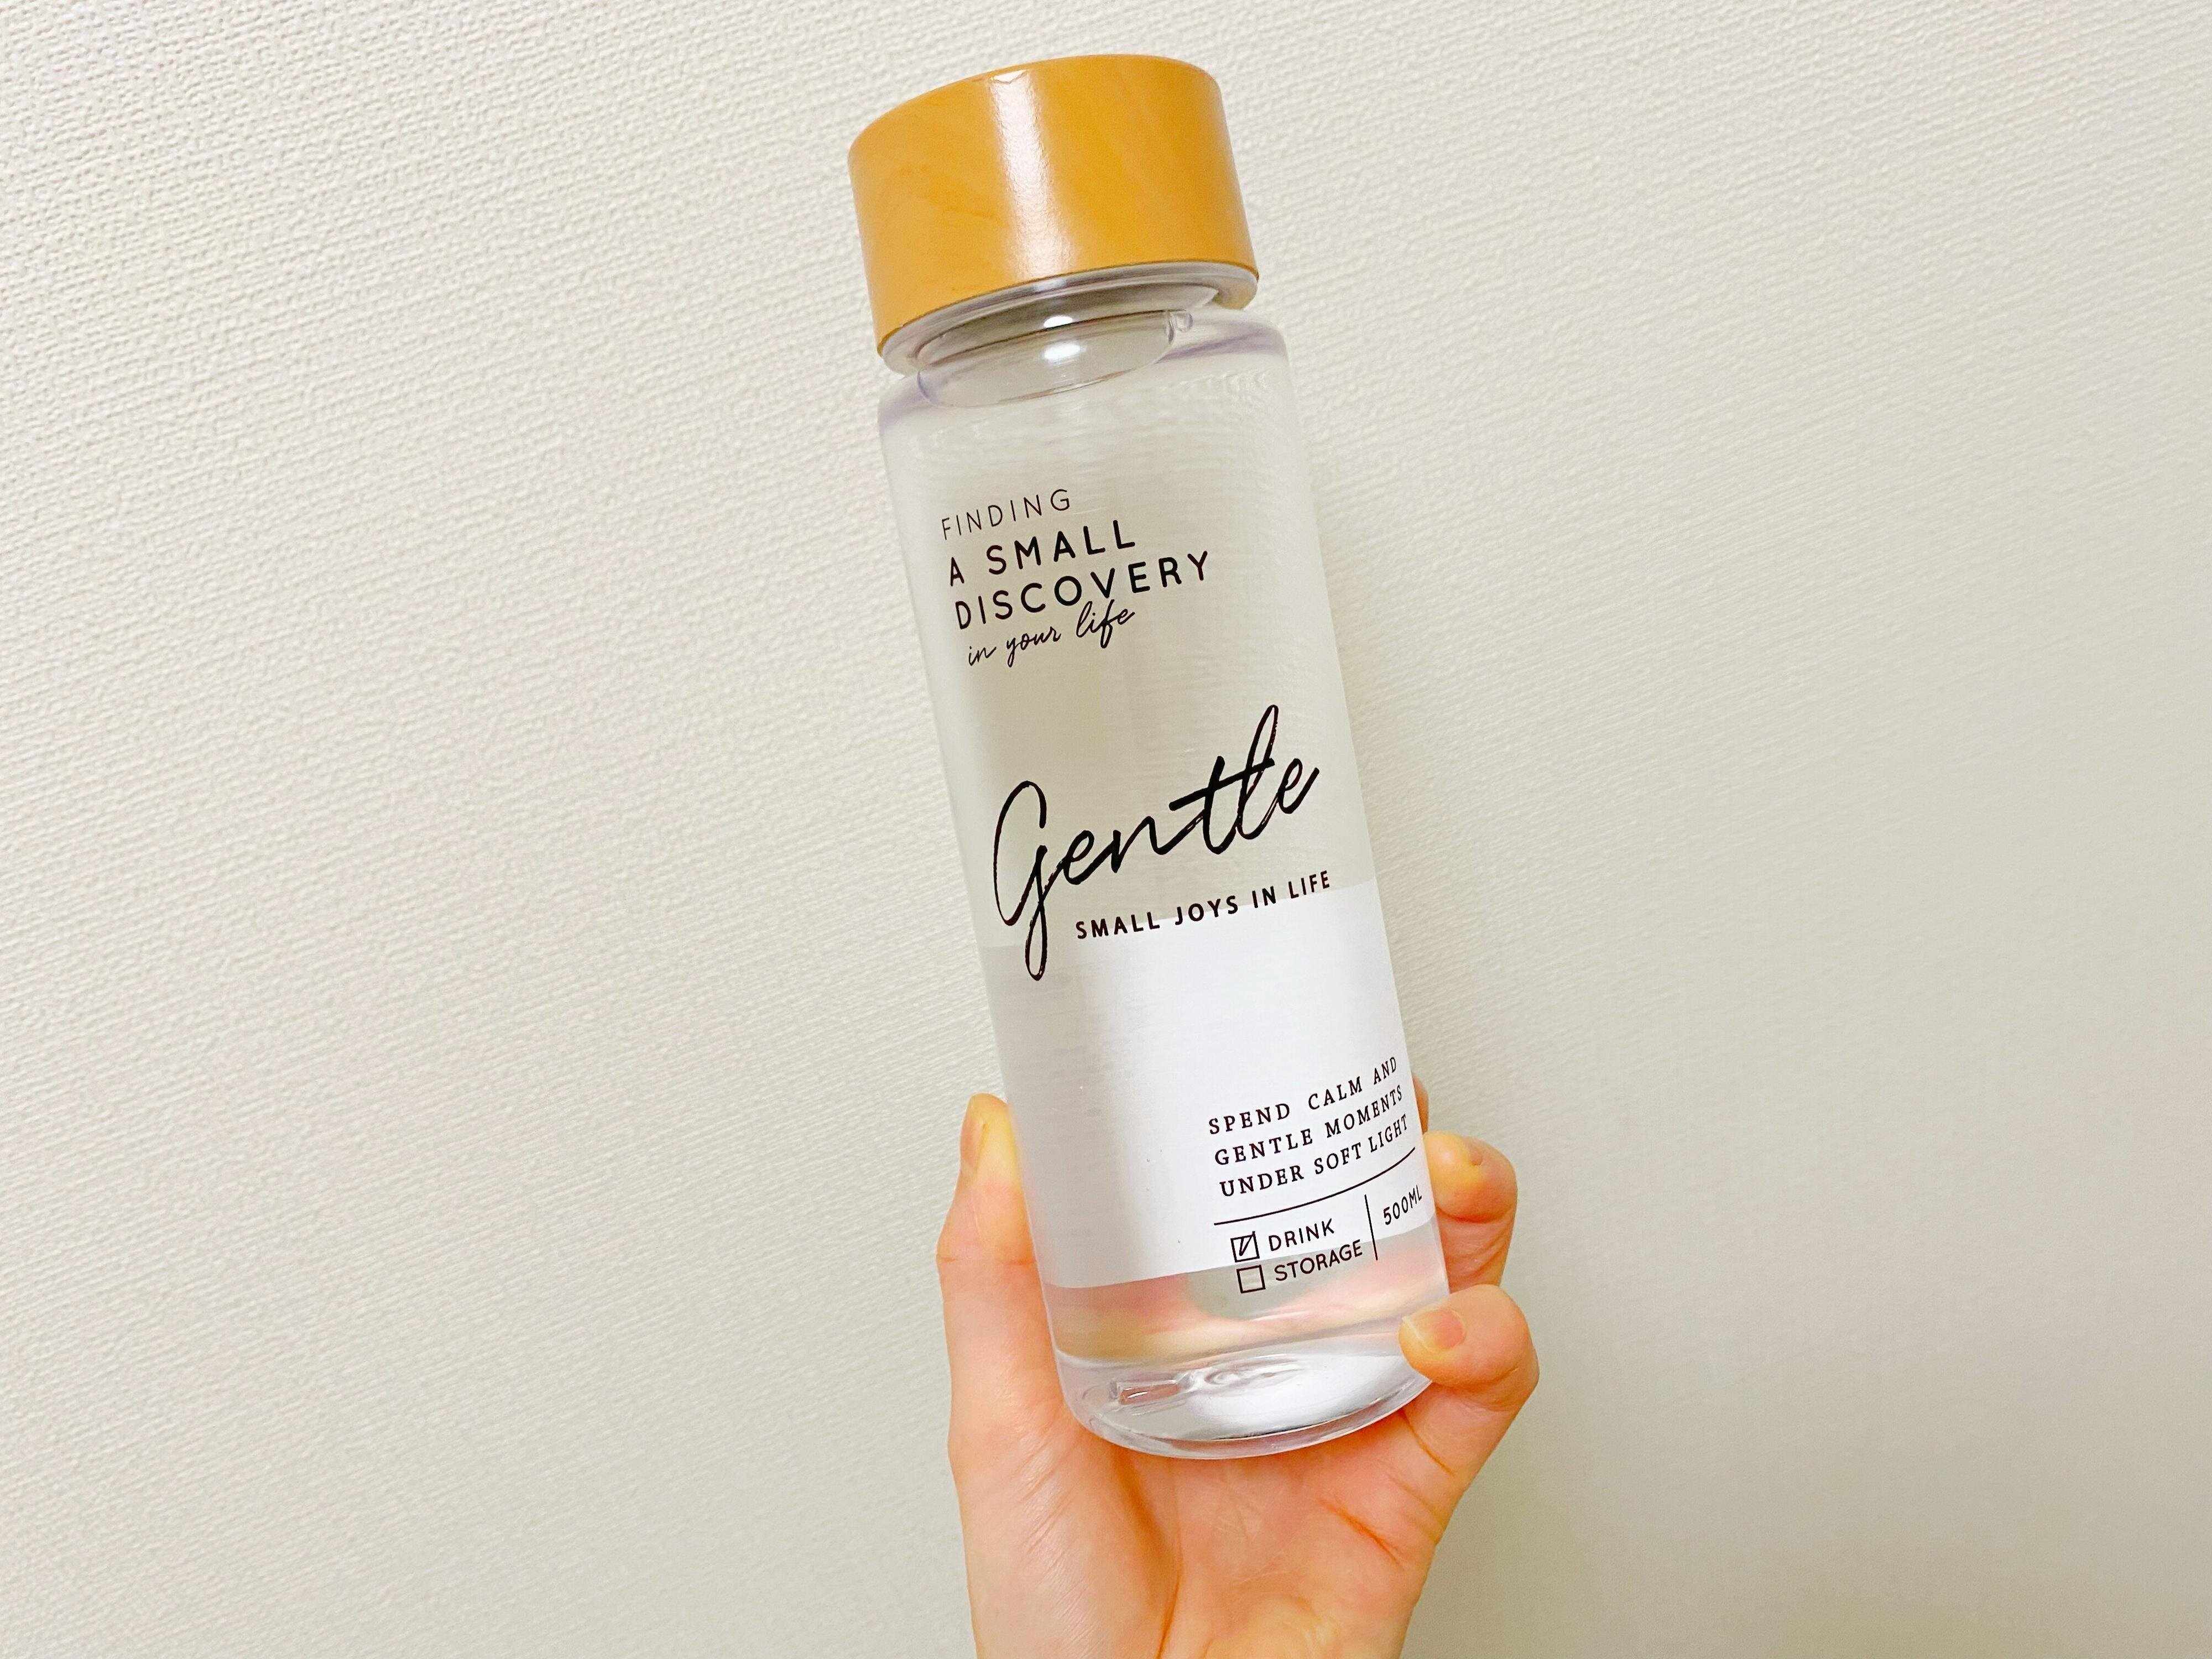 FINDING
A SMALL
DISCOVERY
in your life
Gentle
SMALL JOYS IN LIFE
SPEND CALM AND
GENTLE MOMENTS
UNDER SOFT LIGHT
DRINK
STORAGE
500ML